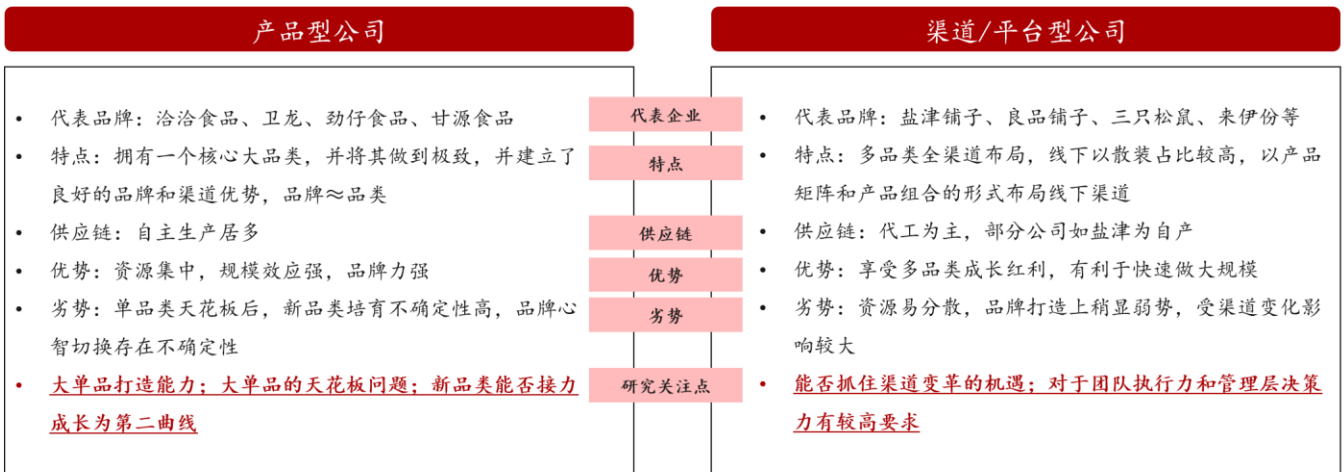 产品型公司
• 代表品牌：洽洽食品、卫龙、劲仔食品、甘源食品
• 特点：拥有一个核心大品类，并将其做到极致，并建立了
良好的品牌和渠道优势，品牌≈品类
• 供应链：自主生产居多
• 优势：资源集中，规模效应强，品牌力强
• 劣势：单品类天花板后，新品类培育不确定性高，品牌心
智切换存在不确定性
• 大单品打造能力；大单品的天花板问题；新品类能否接力
成长为第二曲线
代表企业
特点
供应链
优势
劣势
研究关注点
渠道/平台型公司
• 代表品牌：盐津铺子、良品铺子、三只松鼠、来伊份等
• 特点：多品类全渠道布局，线下以散装占比较高，以产品
矩阵和产品组合的形式布局线下渠道
• 供应链：代工为主，部分公司如盐津为自产
• 优势：享受多品类成长红利，有利于快速做大规模
• 劣势：资源易分散，品牌打造上稍显弱势，受渠道变化影
响较大
• 能否抓住渠道变革的机遇；对于团队执行力和管理层决策
力有较高要求